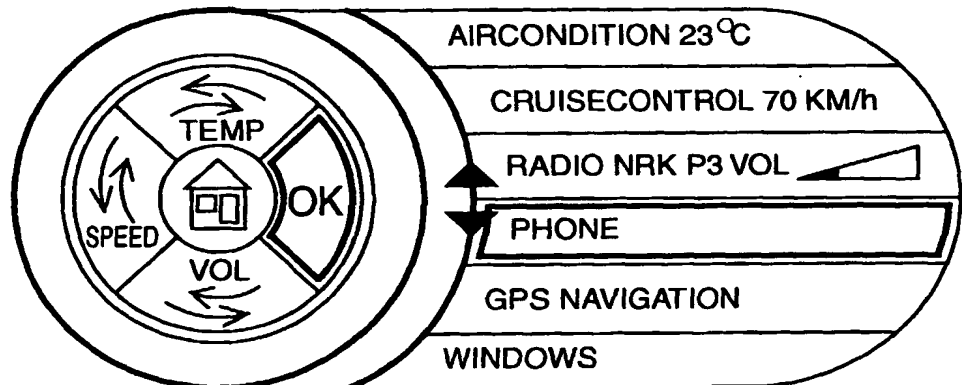 AIRCONDITION 23°C
CRUISECONTROL 70 KM/h
RADIO NRK P3 VOL
PHONE
GPS NAVIGATION
WINDOWS
TEMP
OK
SPEED
VOL